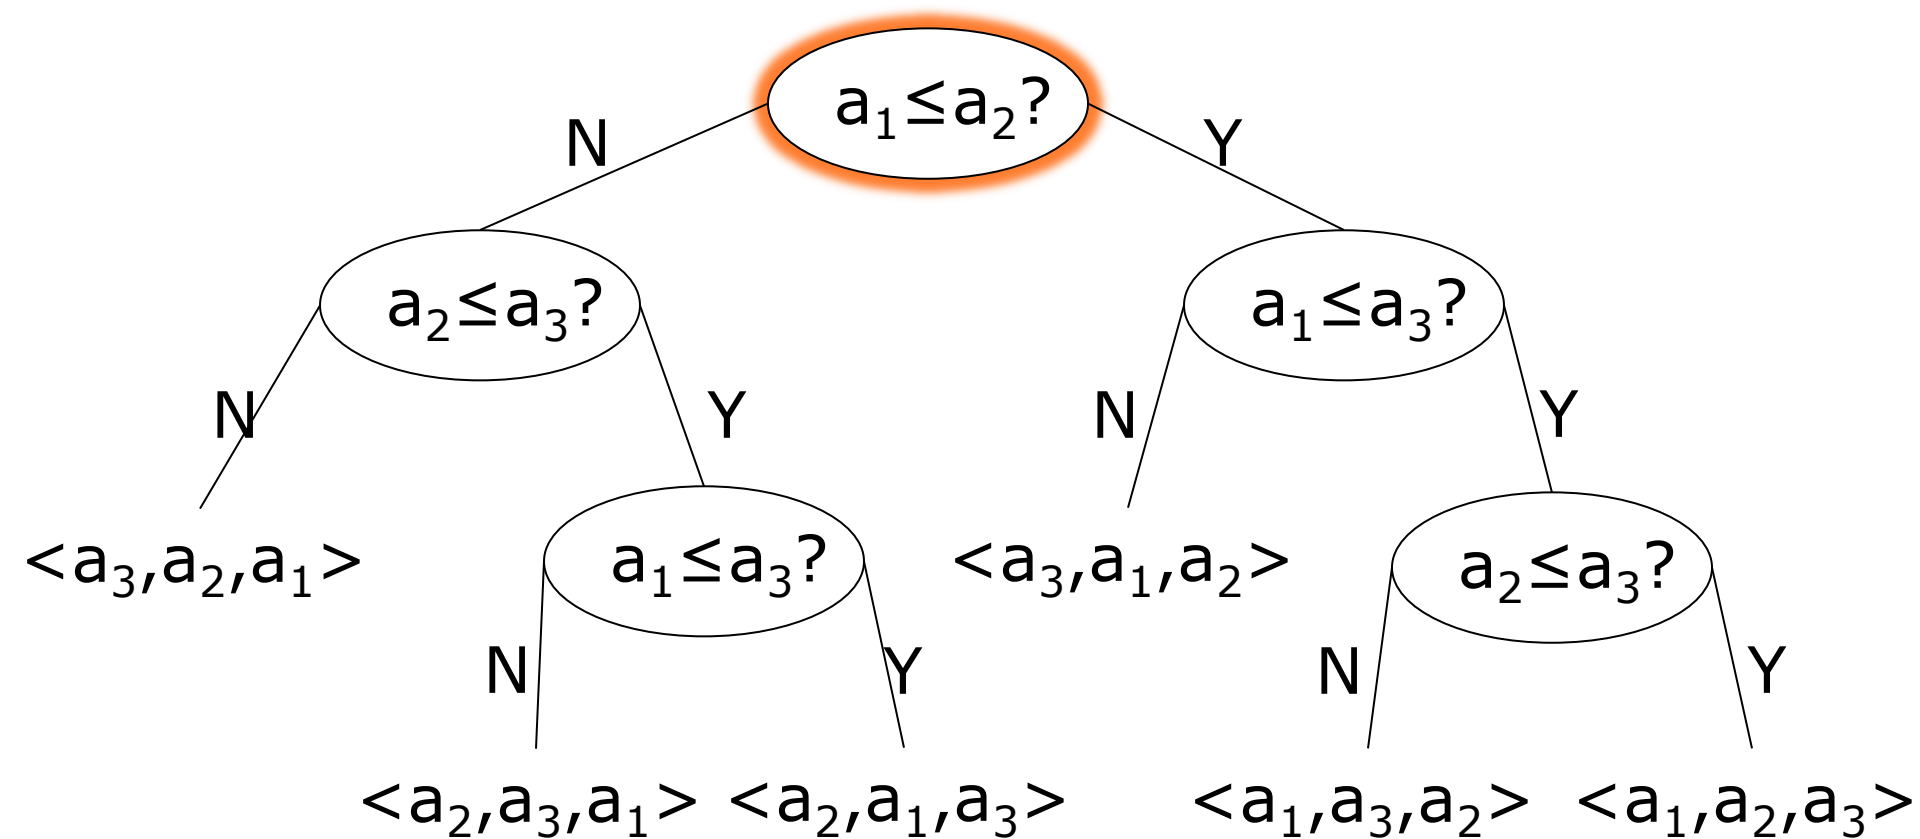 a₁≤a₂?
N Y
a₂≤a₃? a₁≤a₃?
N Y N Y
<a₃,a₂,a₁> a₁≤a₃? <a₃,a₁,a₂> a₂≤a₃?
N Y N Y
<a₂,a₃,a₁> <a₂,a₁,a₃> <a₁,a₃,a₂> <a₁,a₂,a₃>